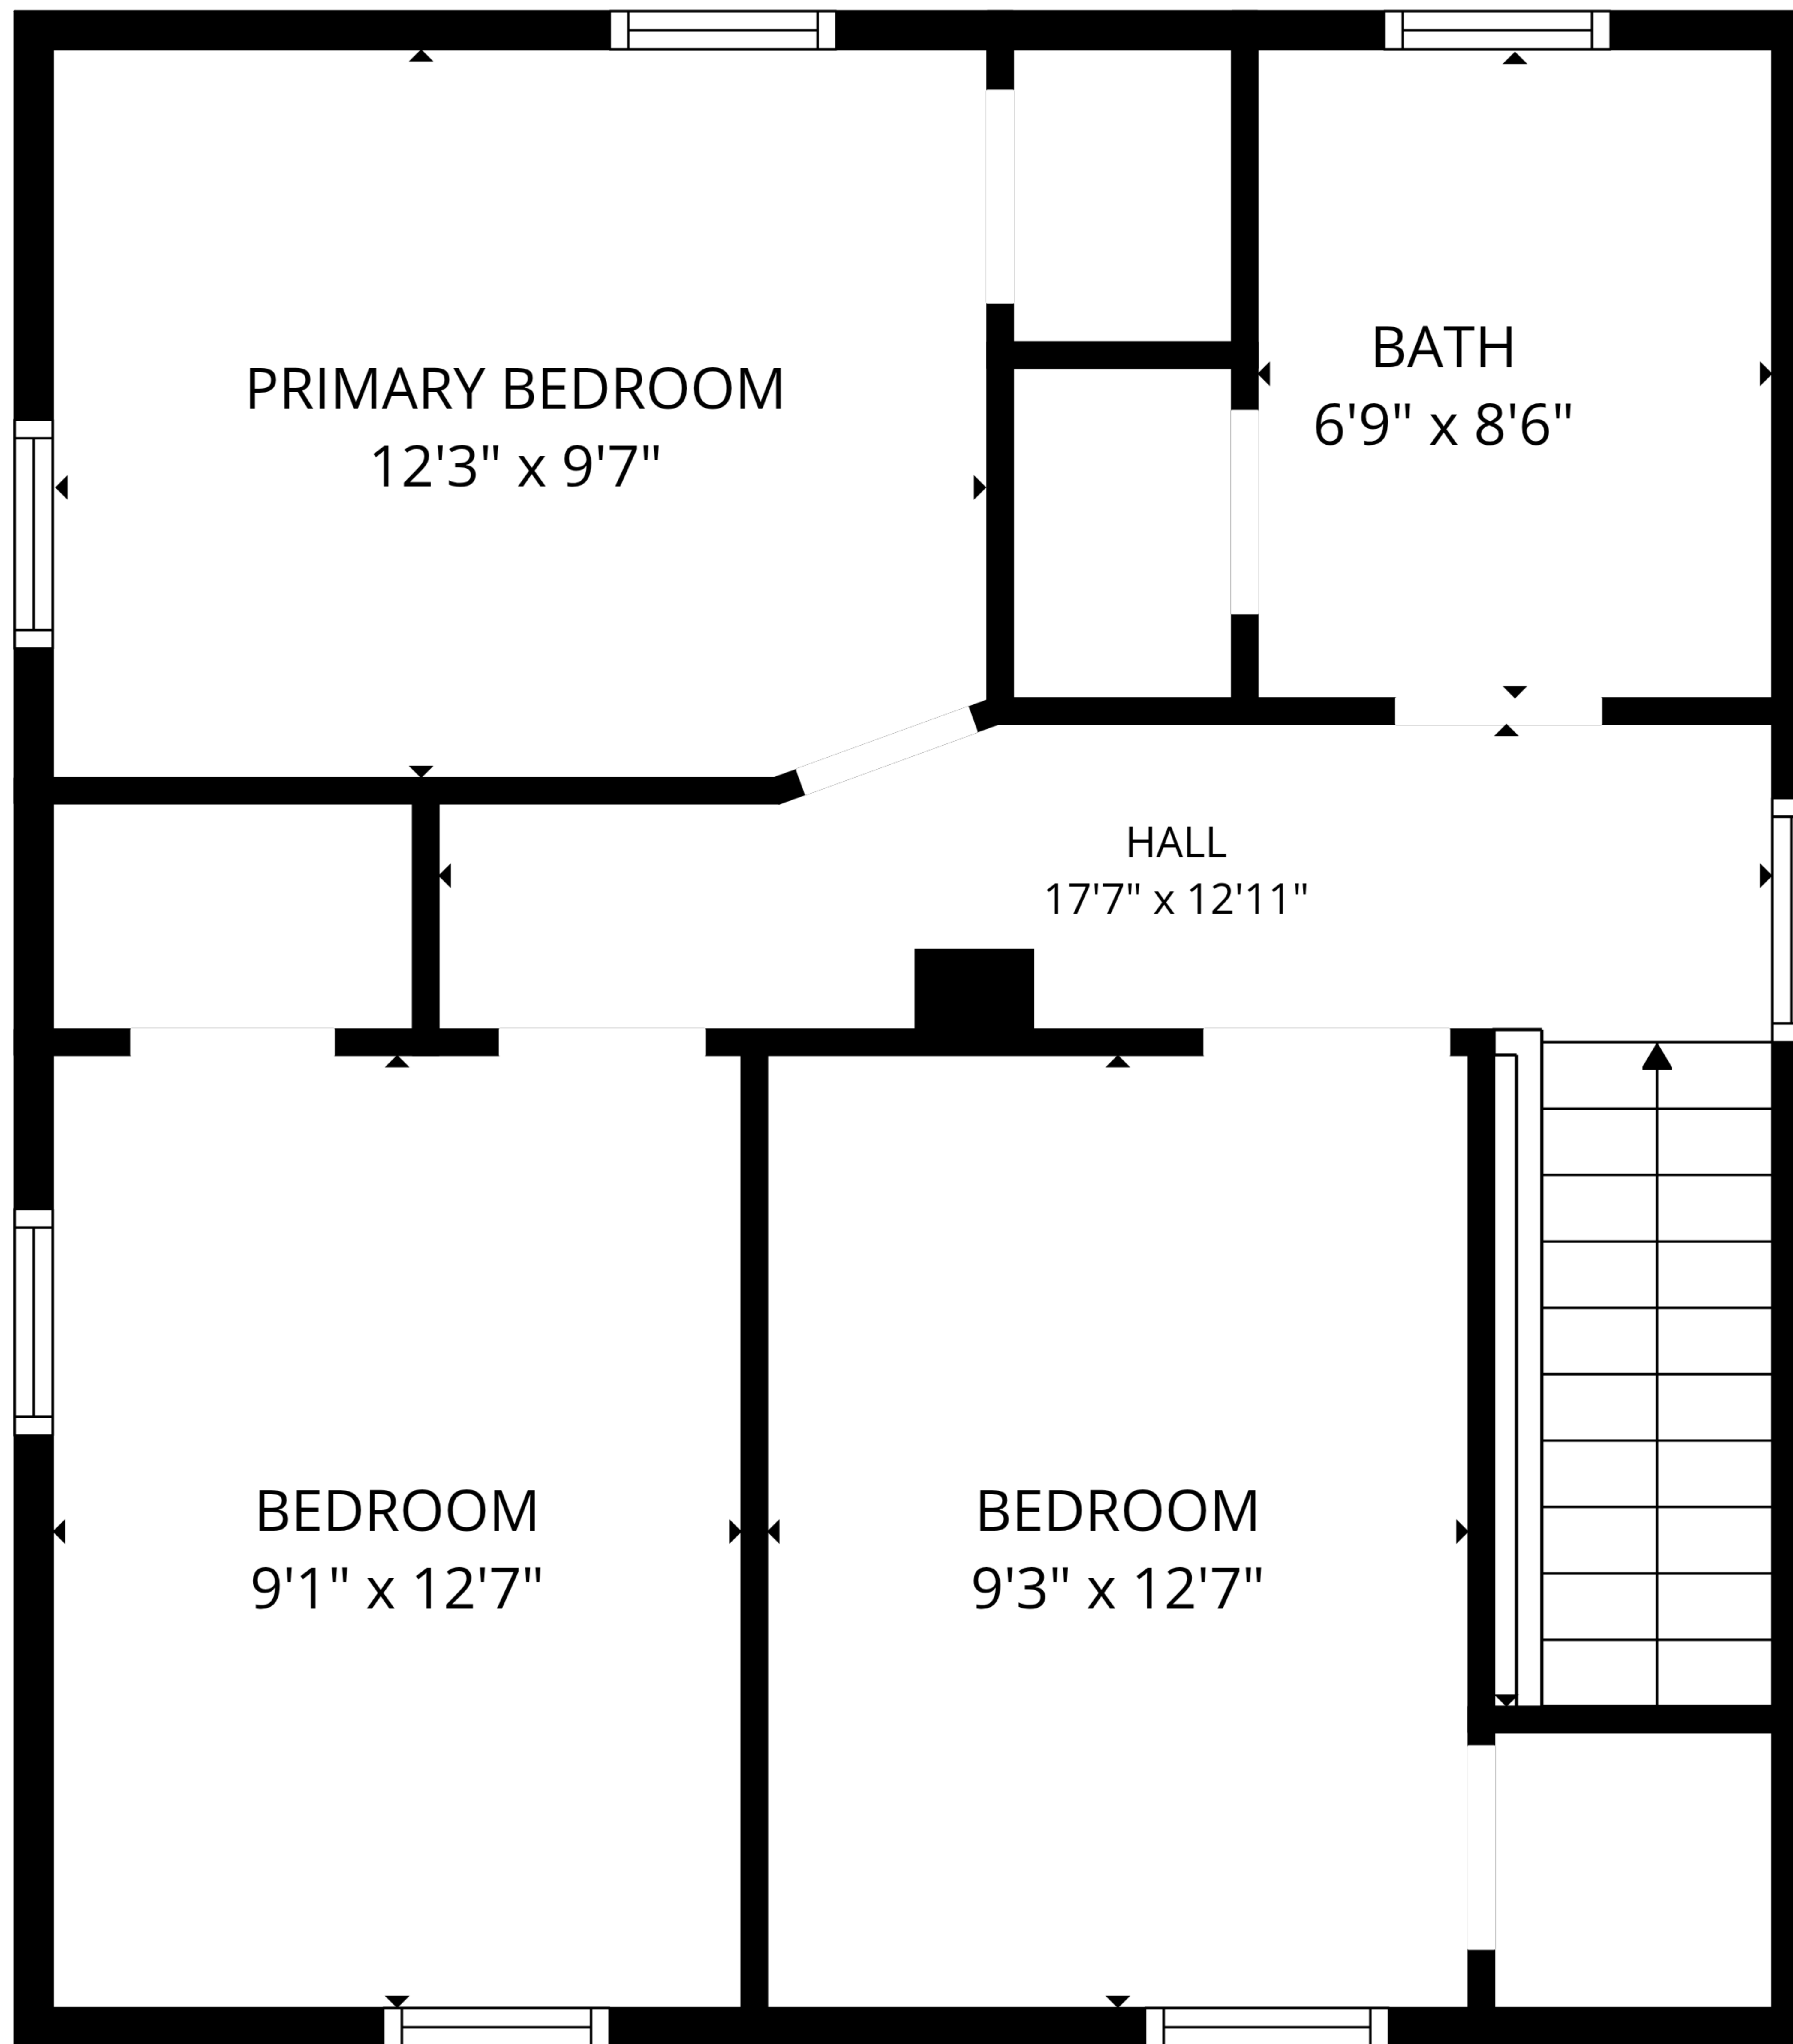 BATH
6'9" x 8'6"
PRIMARY BEDROOM
12'3" x 9'7"
HALL
17'7" x 12'11"
BEDROOM
9'1" x 12'7"
BEDROOM
9'3" x 12'7"